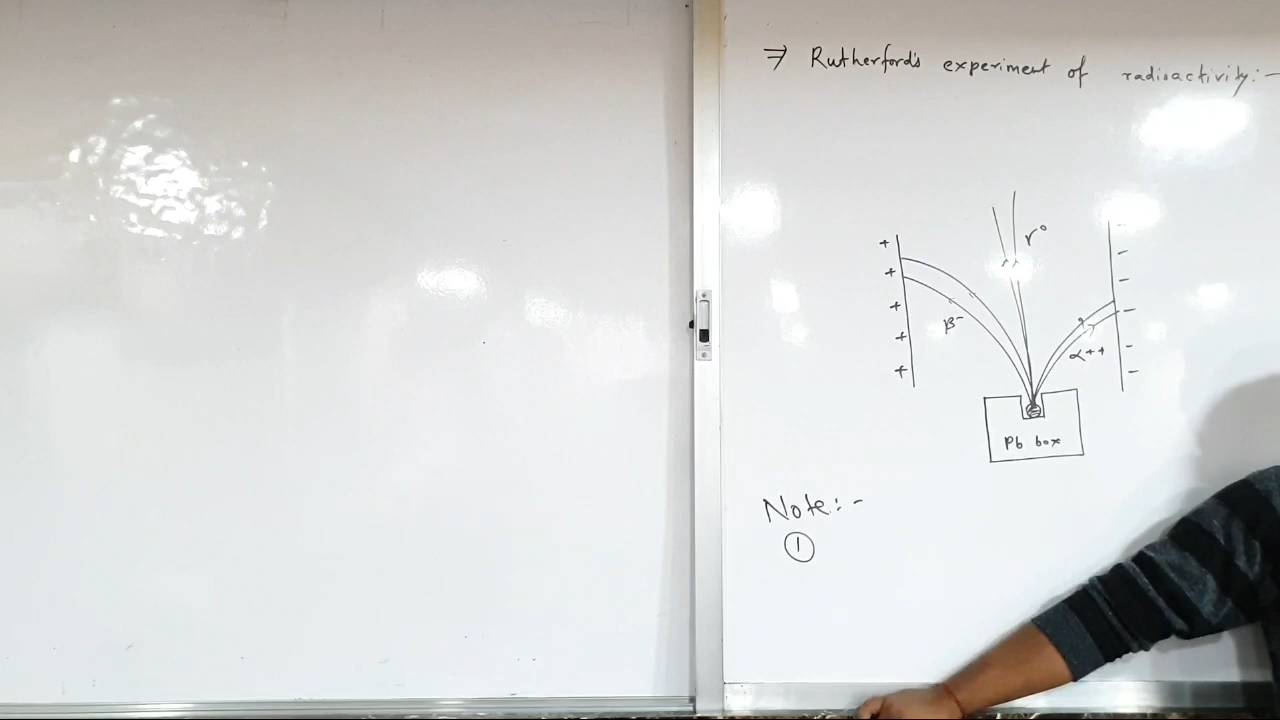 ⇒ Rutherford's experiment of radioactivity:-
γ°
+ -
+ -
+ -
+ -
+ -
β-
α++
Pb box
Note:-
①